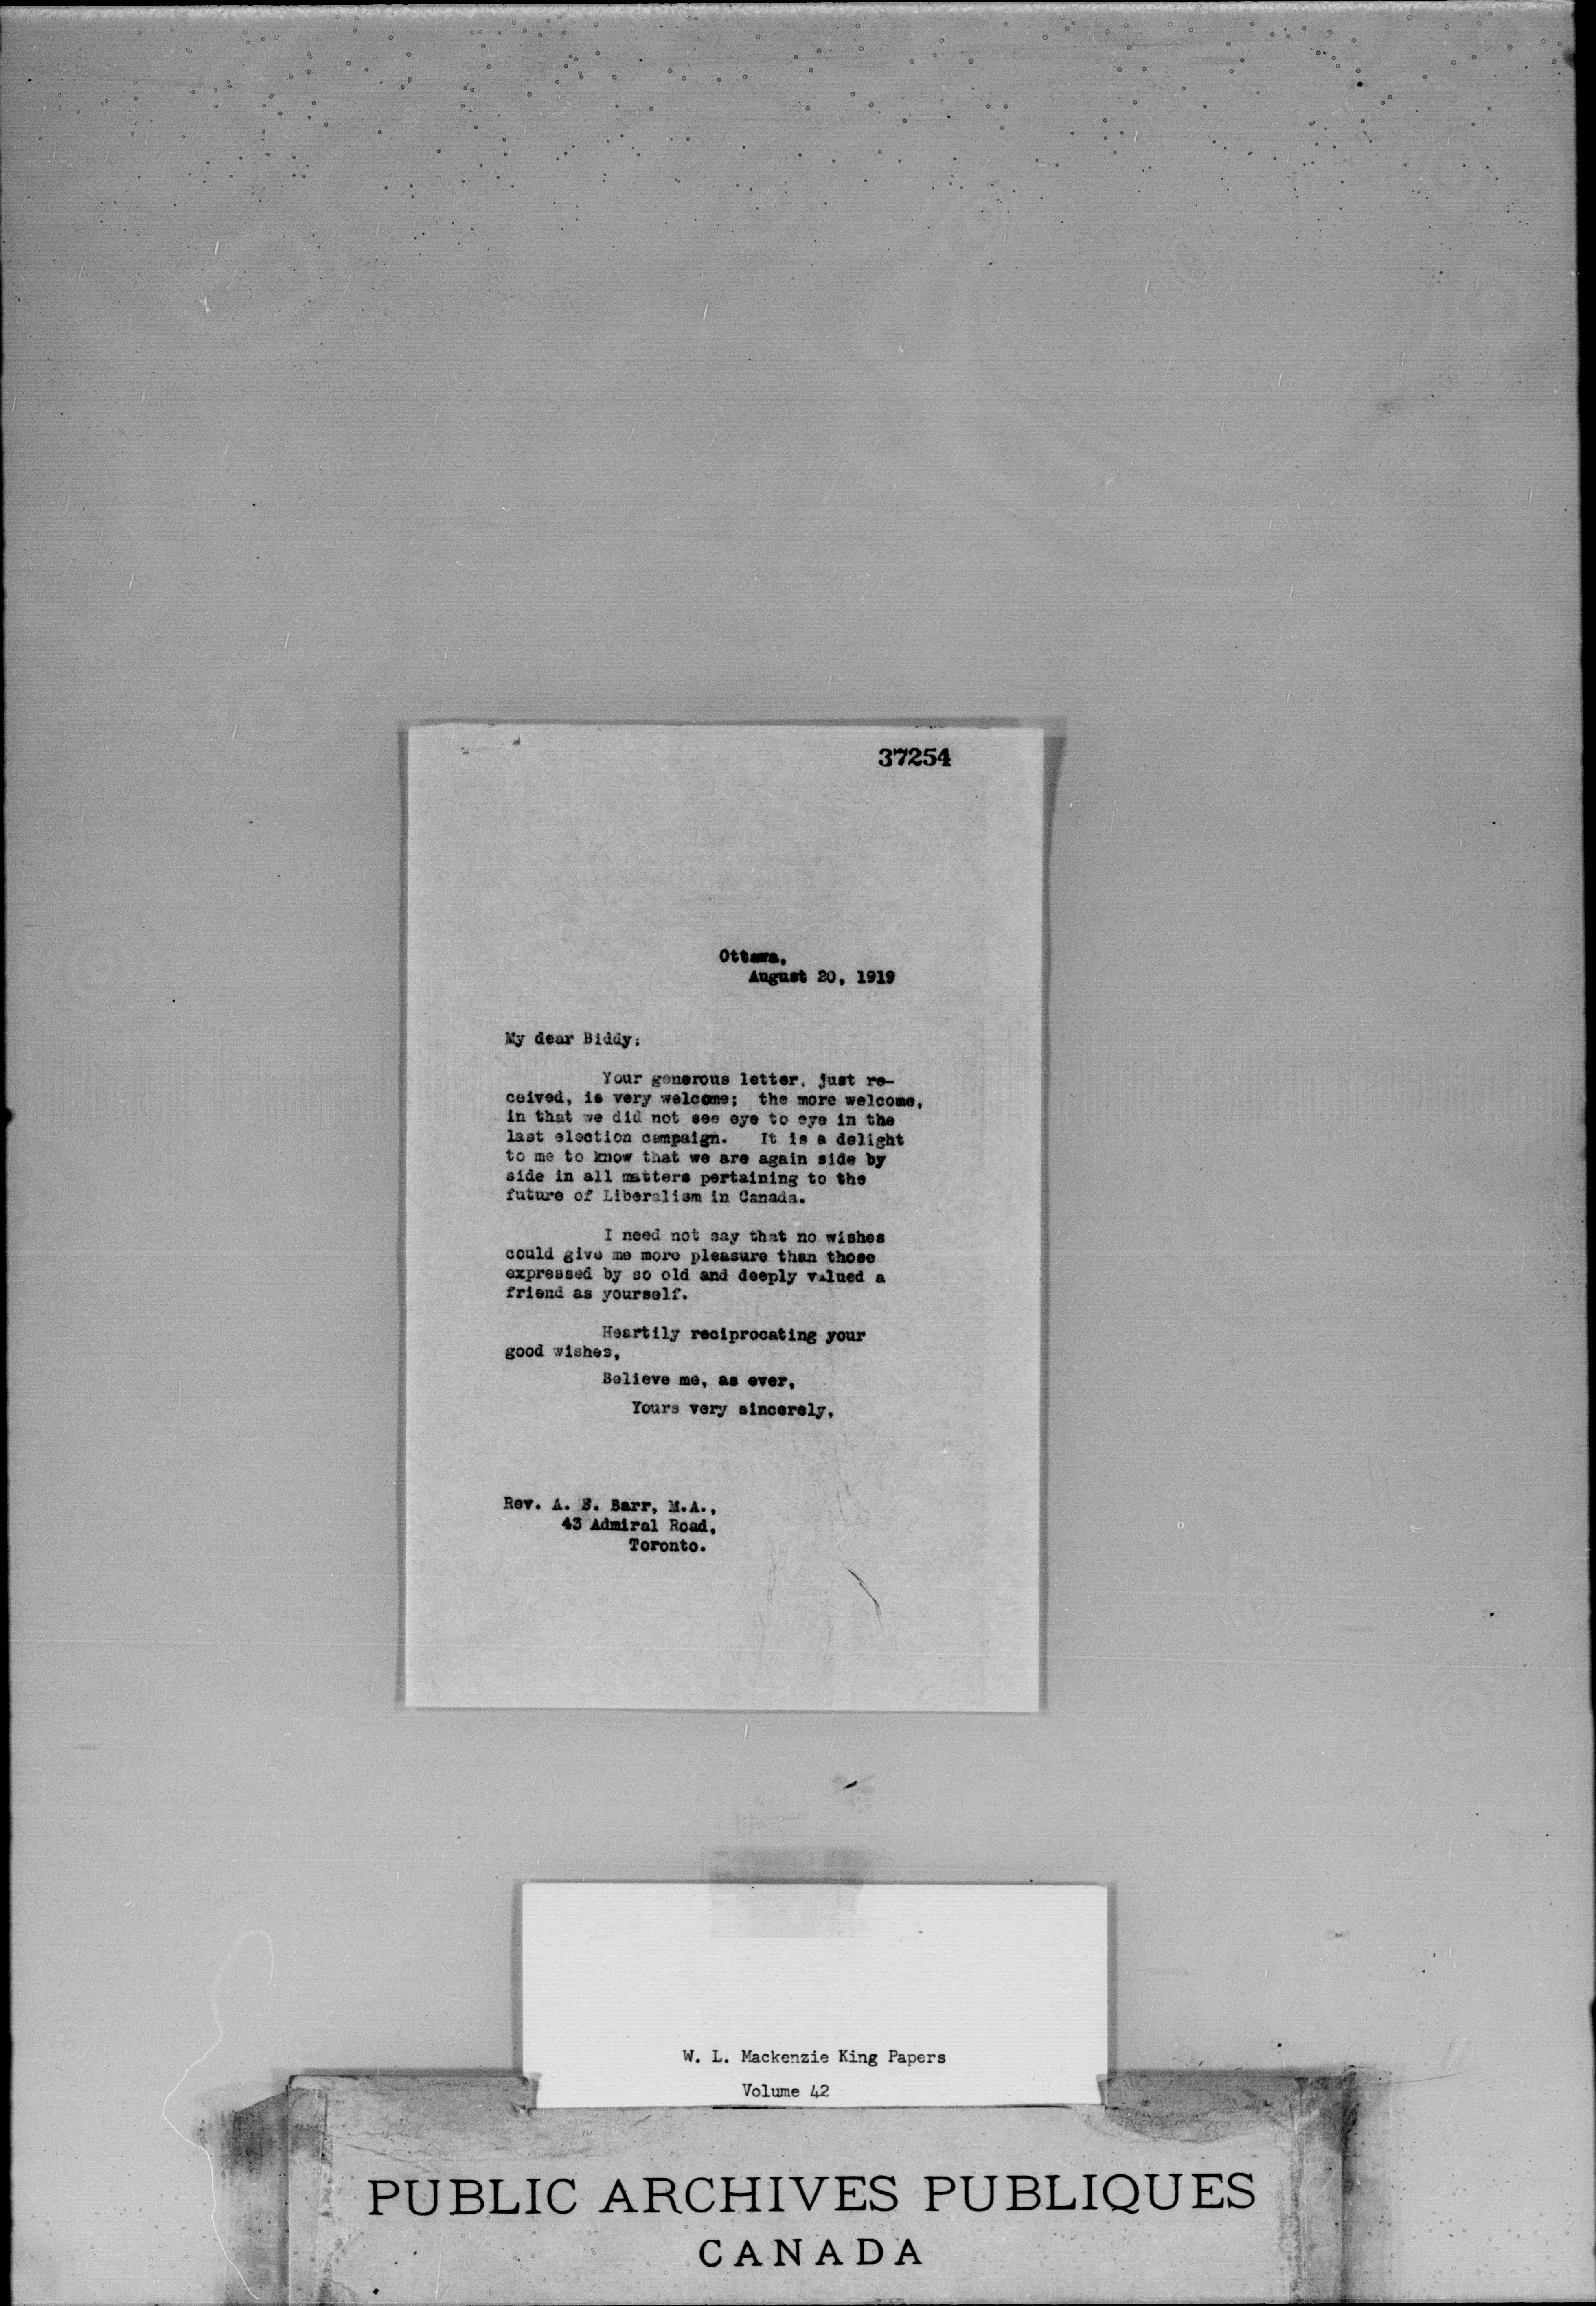 37254
Ottawa,
August 20, 1919
My dear Biddy:
Your generous letter, just re-
ceived, is very welcome; the more welcome,
in that we did not see eye to eye in the
last election campaign. It is a delight
to me to know that we are again side by
side in all matters pertaining to the
future of Liberalism in Canada.
I need not say that no wishes
could give me more pleasure than those
expressed by so old and deeply valued a
friend as yourself.
Heartily reciprocating your
good wishes,
Believe me, as ever,
Yours very sincerely,
Rev. A. S. Barr, M.A.,
43 Admiral Road,
Toronto.
W. L. Mackenzie King Papers
Volume 42
PUBLIC ARCHIVES PUBLIQUES
CANADA